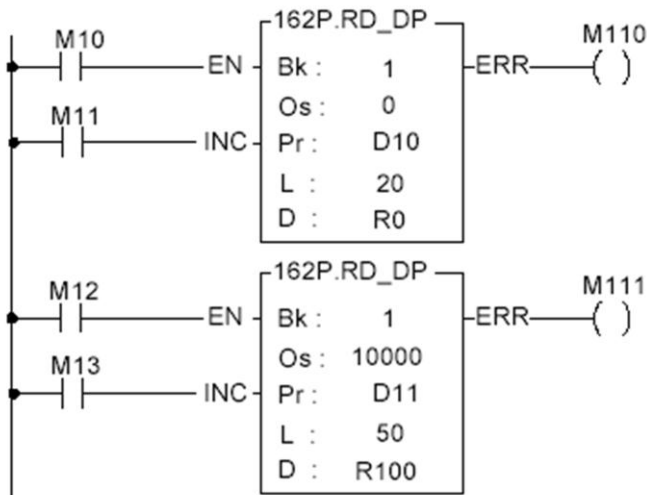 162P.RD_DP
M10
M110
EN
Bk : 1
ERR
Os : 0
M11
INC
Pr : D10
L : 20
D : R0
162P.RD_DP
M12
M111
EN
Bk : 1
ERR
Os : 10000
M13
INC
Pr : D11
L : 50
D : R100